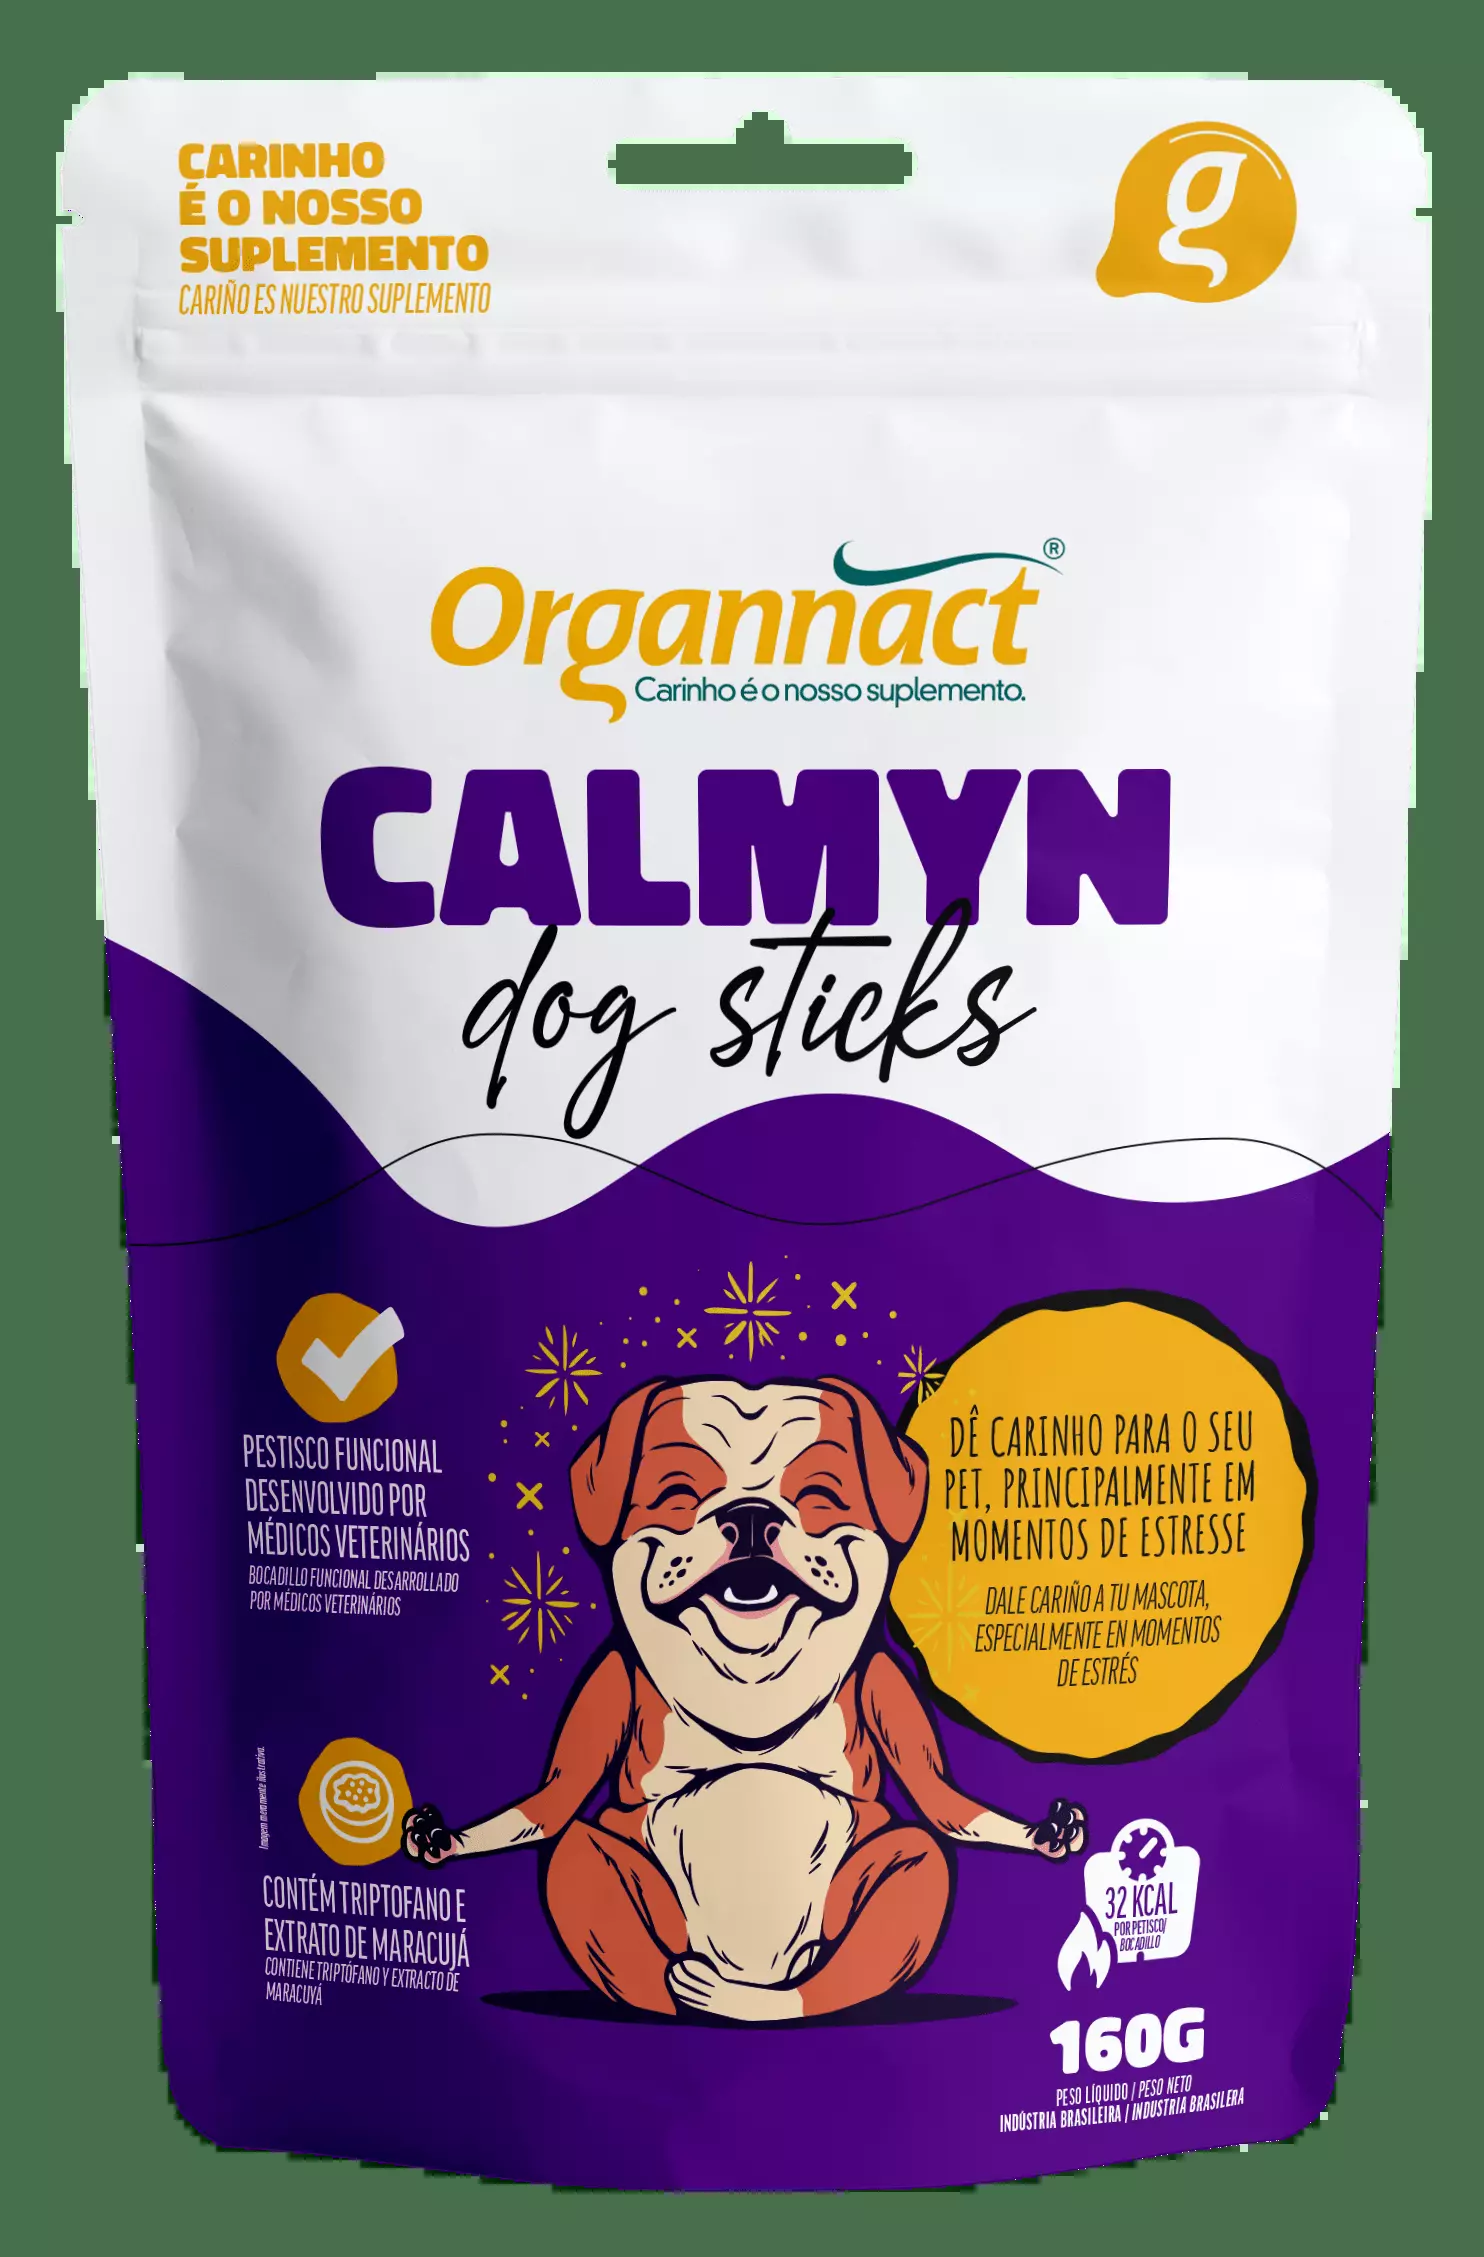 CARINHO
É O NOSSO
SUPLEMENTO
CARIÑO ES NUESTRO SUPLEMENTO
g
Organnact®
Carinho é o nosso suplemento.
CALMYN
dog sticks
PESTISCO FUNCIONAL
DESENVOLVIDO POR
MÉDICOS VETERINÁRIOS
BOCADILLO FUNCIONAL DESARROLLADO
POR MÉDICOS VETERINÁRIOS
DÊ CARINHO PARA O SEU
PET, PRINCIPALMENTE EM
MOMENTOS DE ESTRESSE
DALE CARIÑO A TU MASCOTA,
ESPECIALMENTE EN MOMENTOS
DE ESTRÉS
Imagem meramente ilustrativa.
CONTÉM TRIPTOFANO E
EXTRATO DE MARACUJÁ
CONTIENE TRIPTÓFANO Y EXTRACTO DE
MARACUYÁ
32 KCAL
POR PETISCO/
BOCADILLO
160G
PESO LÍQUIDO / PESO NETO
INDÚSTRIA BRASILEIRA / INDUSTRIA BRASILERA